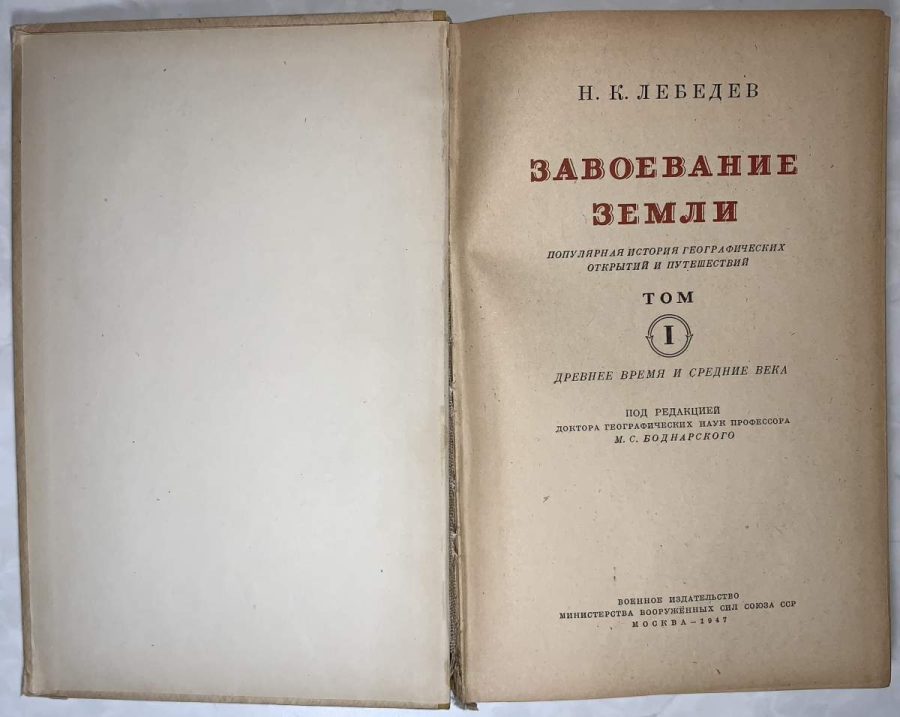 Н. К. ЛЕБЕДЕВ
ЗАВОЕВАНИЕ
ЗЕМЛИ
ПОПУЛЯРНАЯ ИСТОРИЯ ГЕОГРАФИЧЕСКИХ
ОТКРЫТИЙ И ПУТЕШЕСТВИЙ
ТОМ
I
ДРЕВНЕЕ ВРЕМЯ И СРЕДНИЕ ВЕКА
ПОД РЕДАКЦИЕЙ
ДОКТОРА ГЕОГРАФИЧЕСКИХ НАУК ПРОФЕССОРА
М. С. БОДНАРСКОГО
ВОЕННОЕ ИЗДАТЕЛЬСТВО
МИНИСТЕРСТВА ВООРУЖЁННЫХ СИЛ СОЮЗА ССР
МОСКВА — 1947